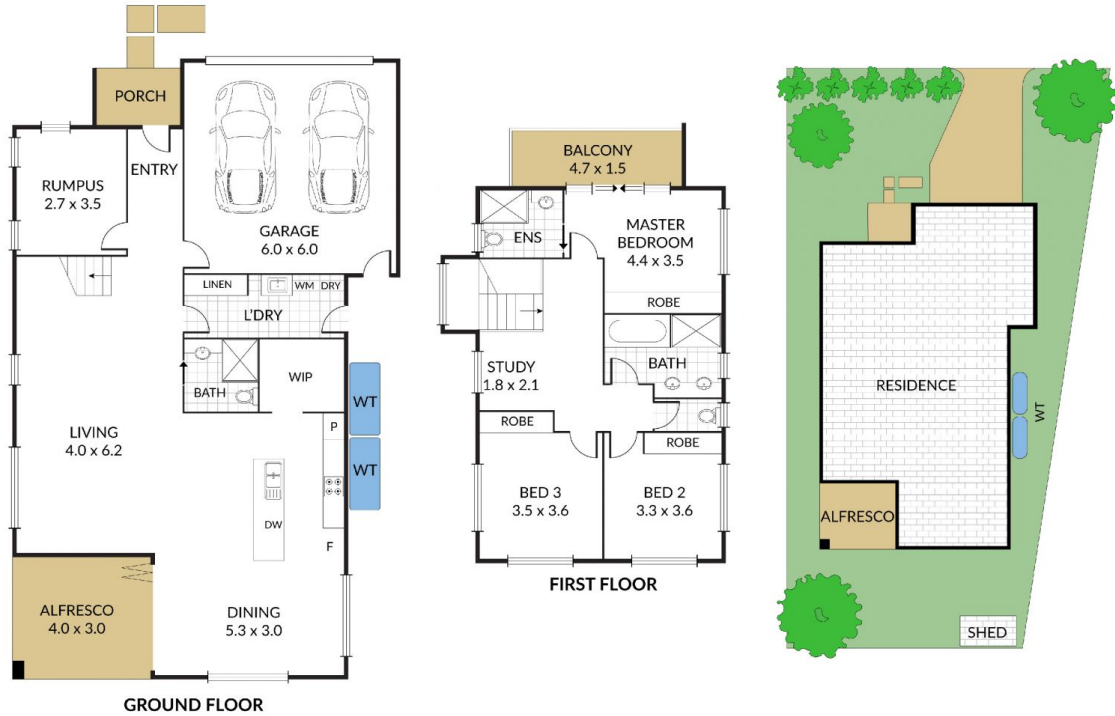 PORCH
ENTRY
RUMPUS
2.7 x 3.5
GARAGE
6.0 x 6.0
LINEN
WM DRY
L'DRY
BATH
WIP
WT
WT
P
LIVING
4.0 x 6.2
DW
F
ALFRESCO
4.0 x 3.0
DINING
5.3 x 3.0
GROUND FLOOR
BALCONY
4.7 x 1.5
ENS
MASTER
BEDROOM
4.4 x 3.5
ROBE
BATH
STUDY
1.8 x 2.1
ROBE
ROBE
BED 3
3.5 x 3.6
BED 2
3.3 x 3.6
FIRST FLOOR
RESIDENCE
WT
ALFRESCO
SHED